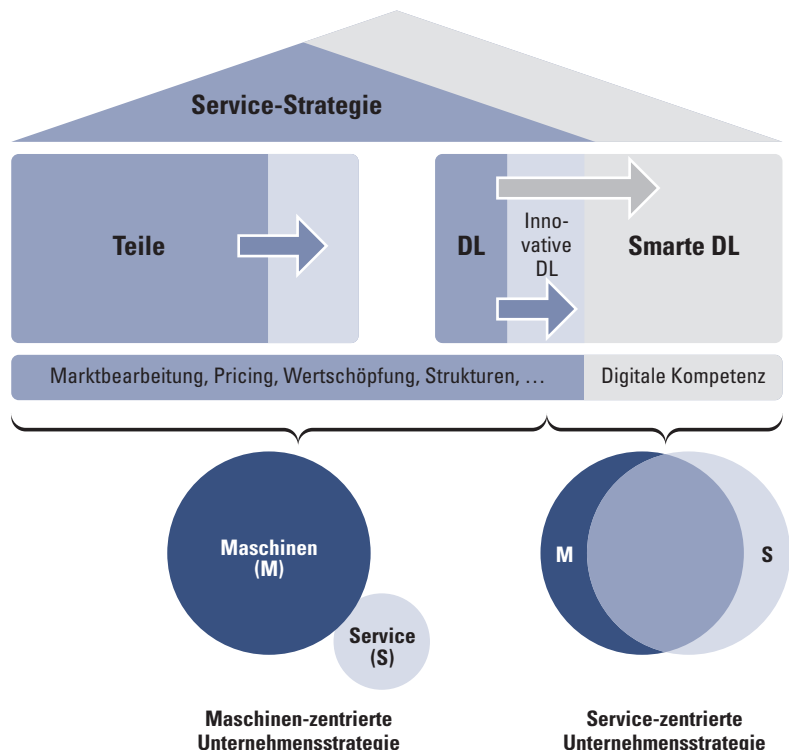 Service-Strategie
Teile
DL
Inno-
vative
DL
Smarte DL
Marktbearbeitung, Pricing, Wertschöpfung, Strukturen, …
Digitale Kompetenz
Maschinen
(M)
Service
(S)
M
S
Maschinen-zentrierte
Unternehmensstrategie
Service-zentrierte
Unternehmensstrategie